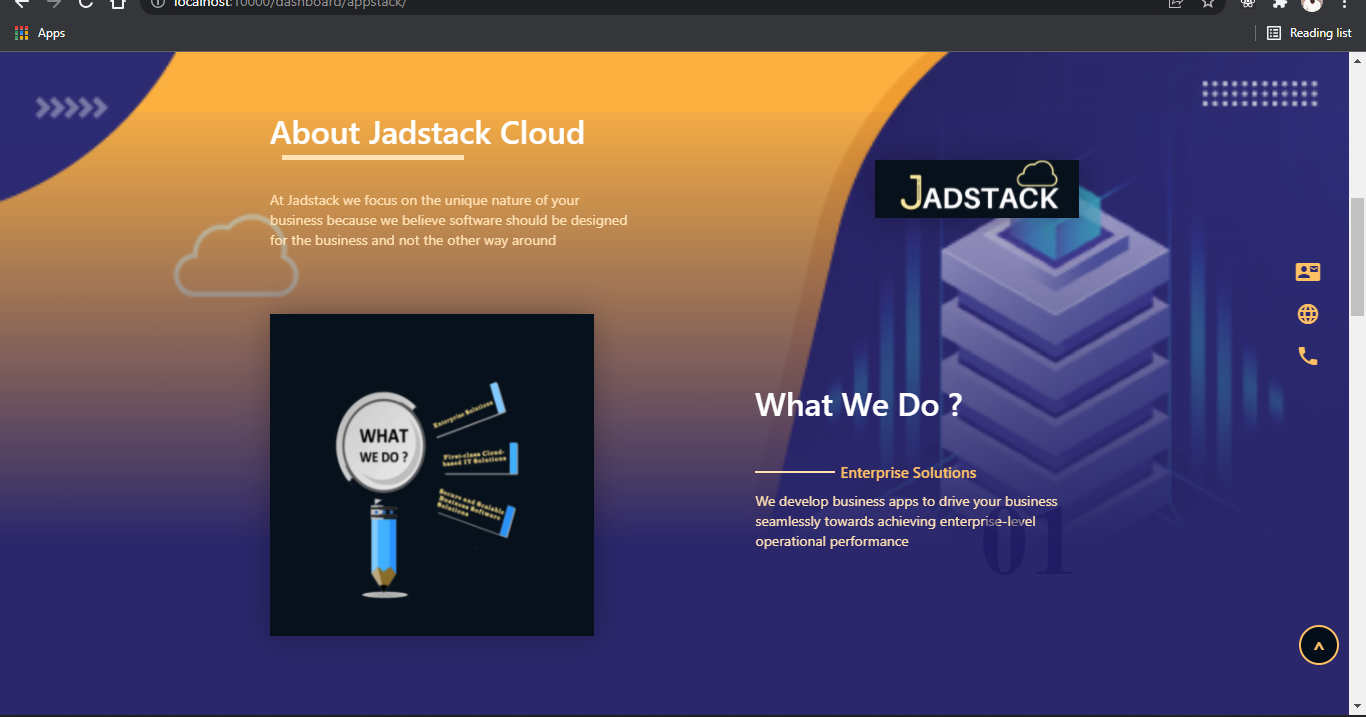 localhost:10000/dashboard/appstack/
Apps
Reading list
About Jadstack Cloud
At Jadstack we focus on the unique nature of your
business because we believe software should be designed
for the business and not the other way around
JADSTACK
WHAT
WE DO ?
Enterprise Solutions
First-class Cloud-
based IT Solutions
Secure and Scalable
Business Software
Solutions
What We Do ?
Enterprise Solutions
We develop business apps to drive your business
seamlessly towards achieving enterprise-level
operational performance
01